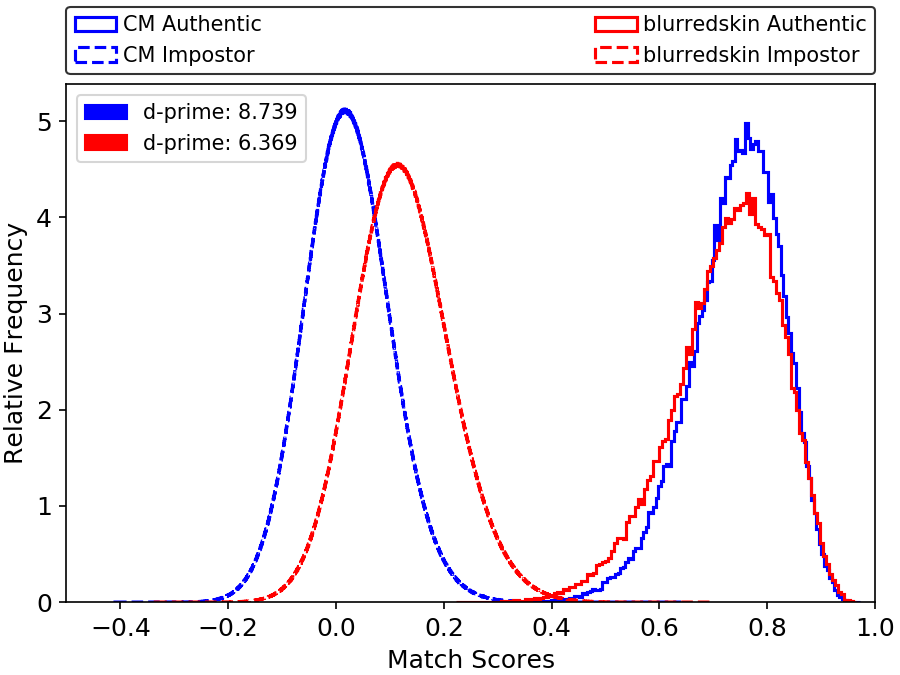 CM Authentic
CM Impostor
blurredskin Authentic
blurredskin Impostor
d-prime: 8.739
d-prime: 6.369
Relative Frequency
5
4
3
2
1
0
−0.4 −0.2 0.0 0.2 0.4 0.6 0.8 1.0
Match Scores